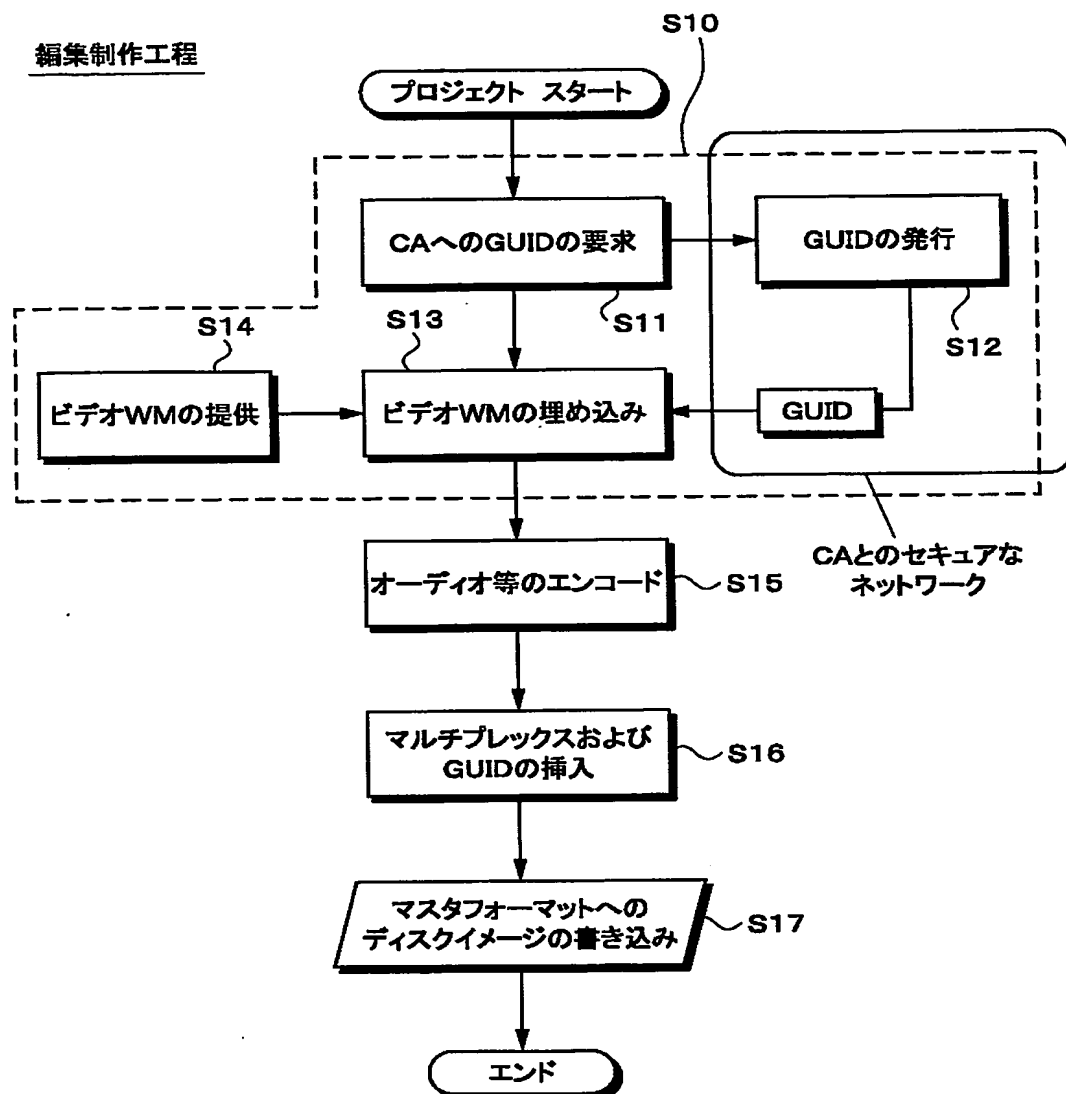 編集制作工程
S10
プロジェクト スタート
CAへのGUIDの要求
GUIDの発行
S11
S12
S14
S13
ビデオWMの提供
ビデオWMの埋め込み
GUID
CAとのセキュアな
ネットワーク
オーディオ等のエンコード
S15
マルチプレックスおよび
GUIDの挿入
S16
マスタフォーマットへの
ディスクイメージの書き込み
S17
エンド